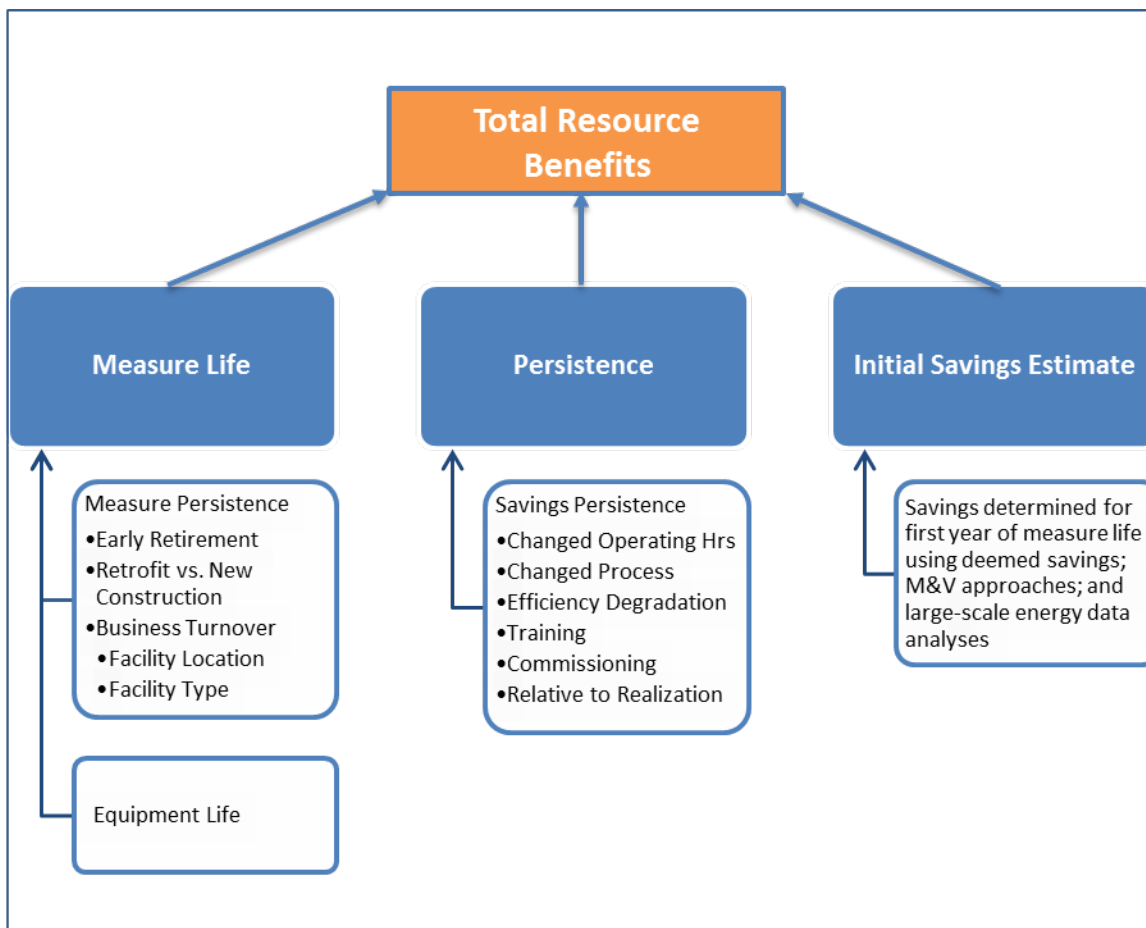 Total Resource
Benefits
Measure Life
Persistence
Initial Savings Estimate
Measure Persistence
•Early Retirement
•Retrofit vs. New
Construction
•Business Turnover
•Facility Location
•Facility Type
Equipment Life
Savings Persistence
•Changed Operating Hrs
•Changed Process
•Efficiency Degradation
•Training
•Commissioning
•Relative to Realization
Savings determined for
first year of measure life
using deemed savings;
M&V approaches; and
large-scale energy data
analyses